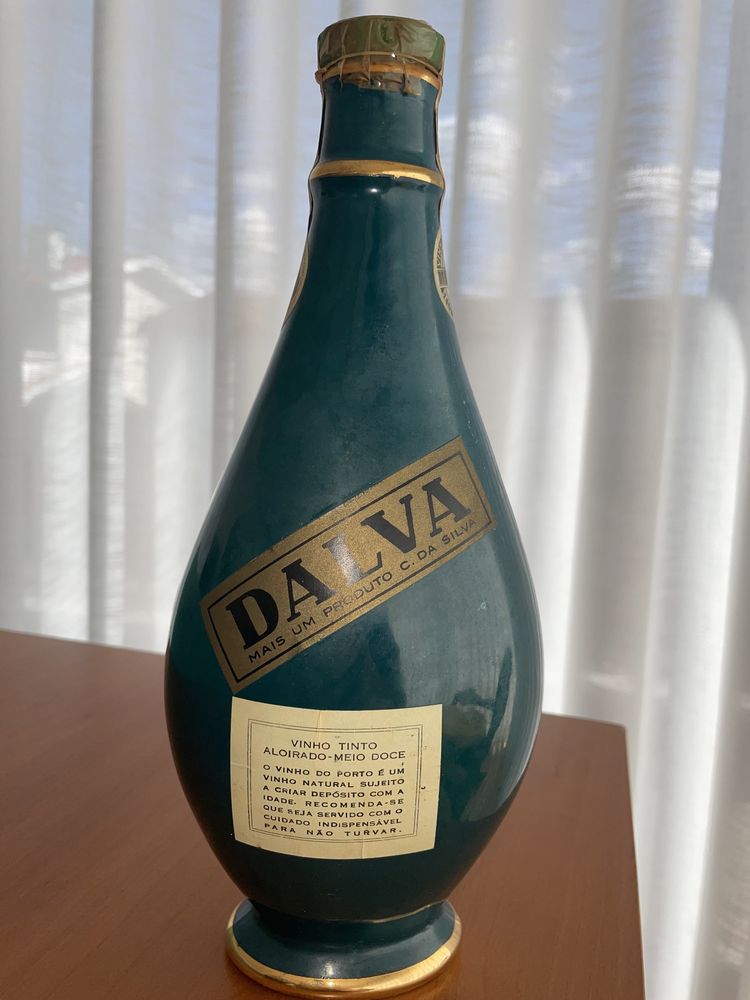 DALVA
MAIS UM PRODUTO C. DA SILVA
VINHO TINTO
ALOIRADO-MEIO DOCE
O VINHO DO PORTO É UM
VINHO NATURAL SUJEITO
A CRIAR DEPÓSITO COM A
IDADE. RECOMENDA-SE
QUE SEJA SERVIDO COM O
CUIDADO INDISPENSÁVEL
PARA NÃO TURVAR.